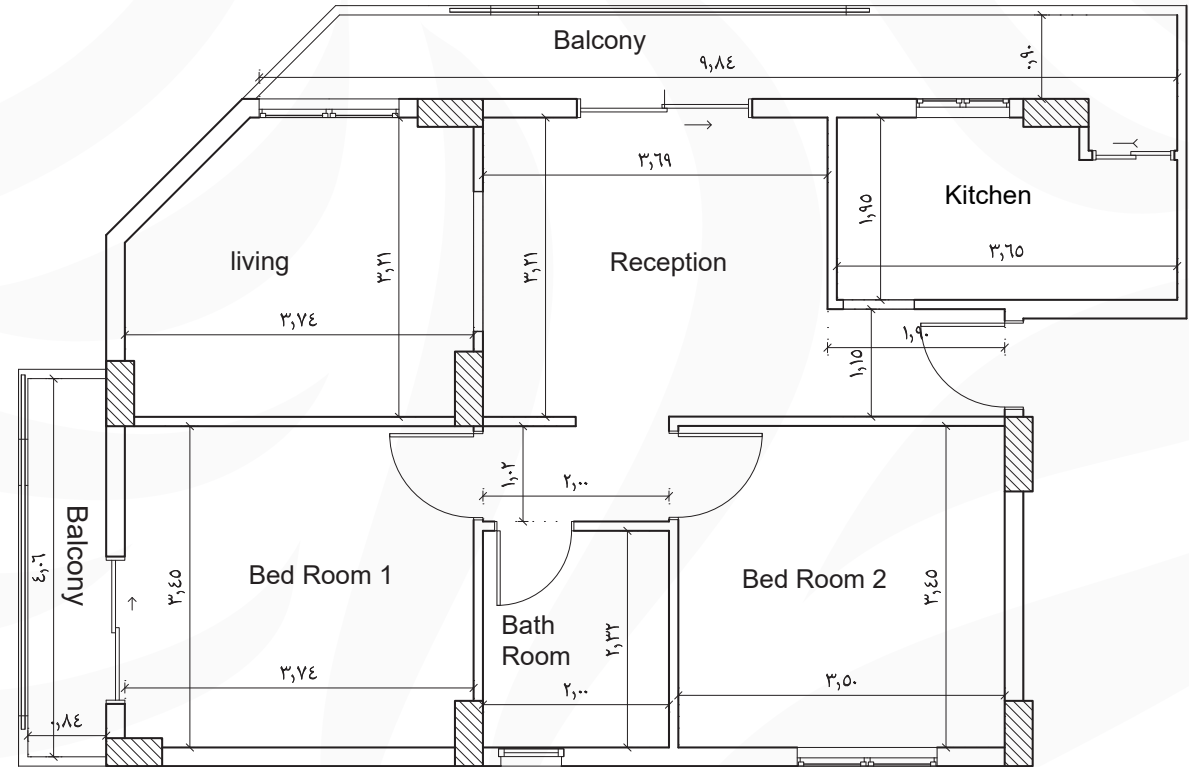 Balcony
٩,٨٤
٠,٩٠
٣,٦٩
Kitchen
١,٩٥
٣,٦٥
living
٣,٢١
٣,٧٤
Reception
٣,٢١
١,٩٠
١,١٥
١,٠٢
٢,٠٠
Balcony
٤,٠٦
٠,٨٤
Bed Room 1
٣,٤٥
٣,٧٤
Bath
Room
٢,٣٢
٢,٠٠
Bed Room 2
٣,٤٥
٣,٥٠